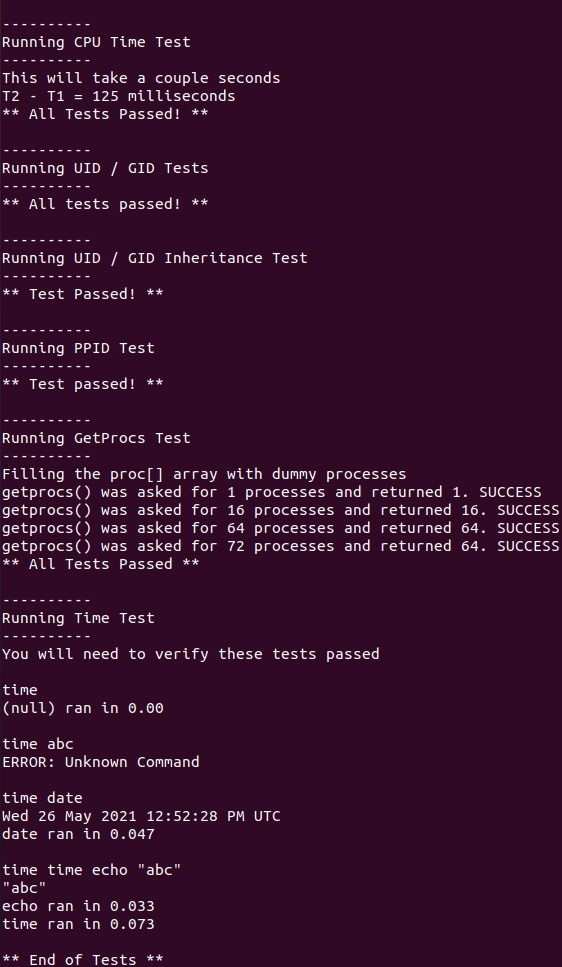 ----------
Running CPU Time Test
----------
This will take a couple seconds
T2 - T1 = 125 milliseconds
** All Tests Passed! **
----------
Running UID / GID Tests
----------
** All tests passed! **
----------
Running UID / GID Inheritance Test
----------
** Test Passed! **
----------
Running PPID Test
----------
** Test passed! **
----------
Running GetProcs Test
----------
Filling the proc[] array with dummy processes
getprocs() was asked for 1 processes and returned 1. SUCCESS
getprocs() was asked for 16 processes and returned 16. SUCCESS
getprocs() was asked for 64 processes and returned 64. SUCCESS
getprocs() was asked for 72 processes and returned 64. SUCCESS
** All Tests Passed **
----------
Running Time Test
----------
You will need to verify these tests passed
time
(null) ran in 0.00
time abc
ERROR: Unknown Command
time date
Wed 26 May 2021 12:52:28 PM UTC
date ran in 0.047
time time echo "abc"
"abc"
echo ran in 0.033
time ran in 0.073
** End of Tests **